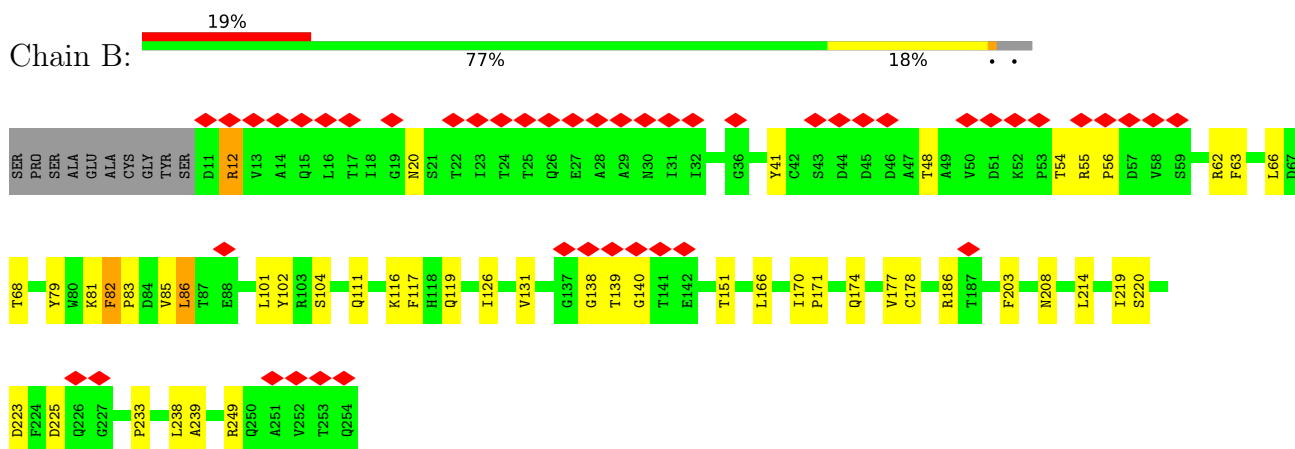 19%
Chain B:
77% 18% • •
SER PRO SER ALA GLU ALA CYS GLY TYR SER D11 R12 V13 A14 Q15 L16 T17 I18 G19 N20 S21 T22 I23 T24 T25 Q26 E27 A28 A29 N30 I31 I32 G36 Y41 C42 S43 D44 D45 D46 A47 T48 A49 V50 D51 K52 P53 T54 R55 P56 D57 V58 S59 R62 F63 L66 D67
T68 Y79 W80 K81 F82 P83 D84 V85 L86 T87 E88 L101 Y102 R103 S104 Q111 K116 F117 H118 Q119 I126 V131 G137 G138 T139 G140 T141 E142 T151 L166 I170 P171 Q174 V177 C178 R186 T187 F203 N208 L214 I219 S220
D223 F224 D225 Q226 G227 P233 L238 A239 R249 Q250 A251 V252 T253 Q254